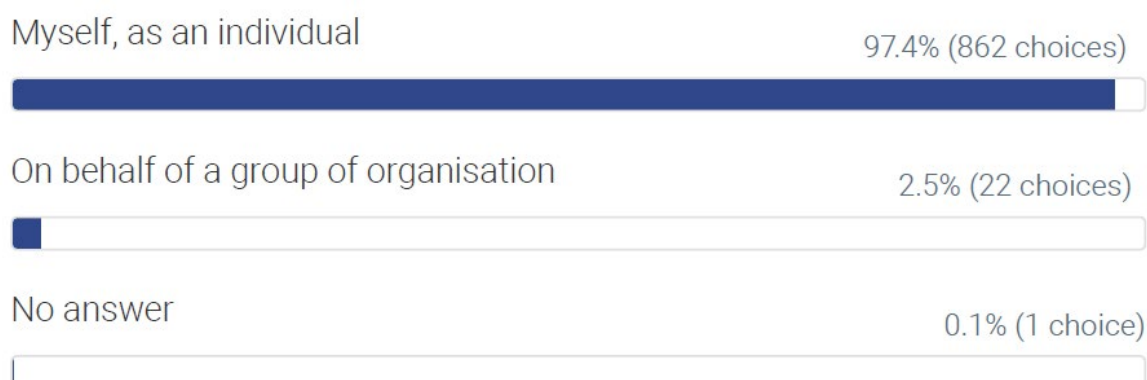 Myself, as an individual
97.4% (862 choices)
On behalf of a group of organisation
2.5% (22 choices)
No answer
0.1% (1 choice)